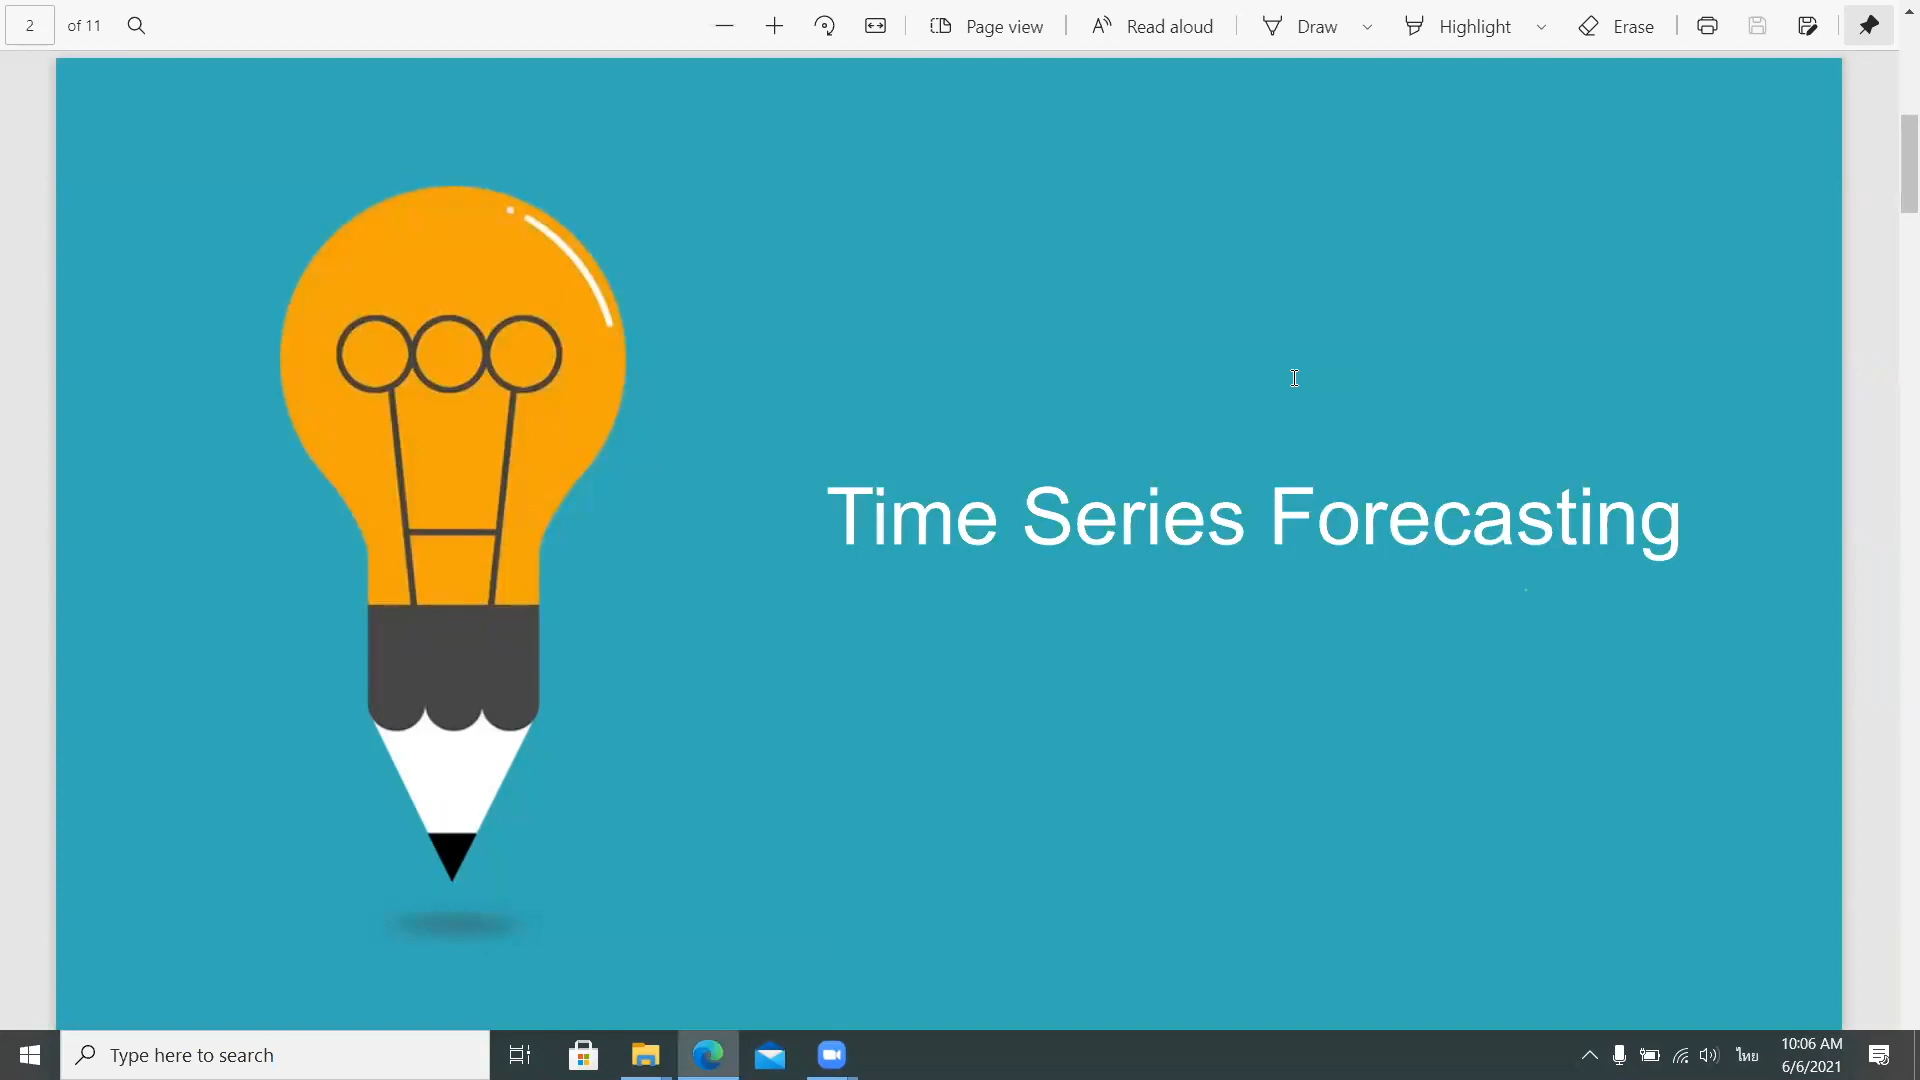 2 of 11
Page view
Read aloud
Draw
Highlight
Erase
Time Series Forecasting
Type here to search
ไทย
10:06 AM
6/6/2021